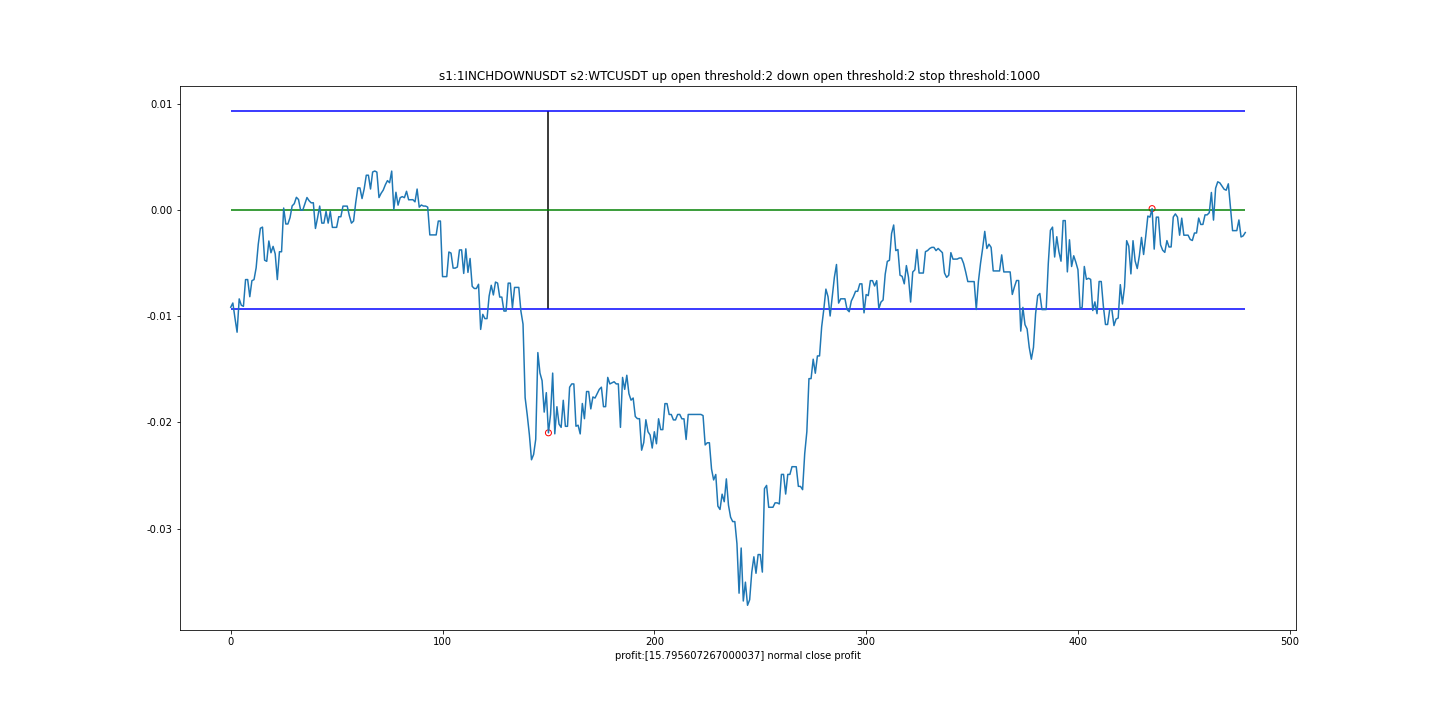 s1:1INCHDOWNUSDT s2:WTCUSDT up open threshold:2 down open threshold:2 stop threshold:1000
0.01
0.00
-0.01
-0.02
-0.03
0 100 200 300 400 500
profit:[15.795607267000037] normal close profit